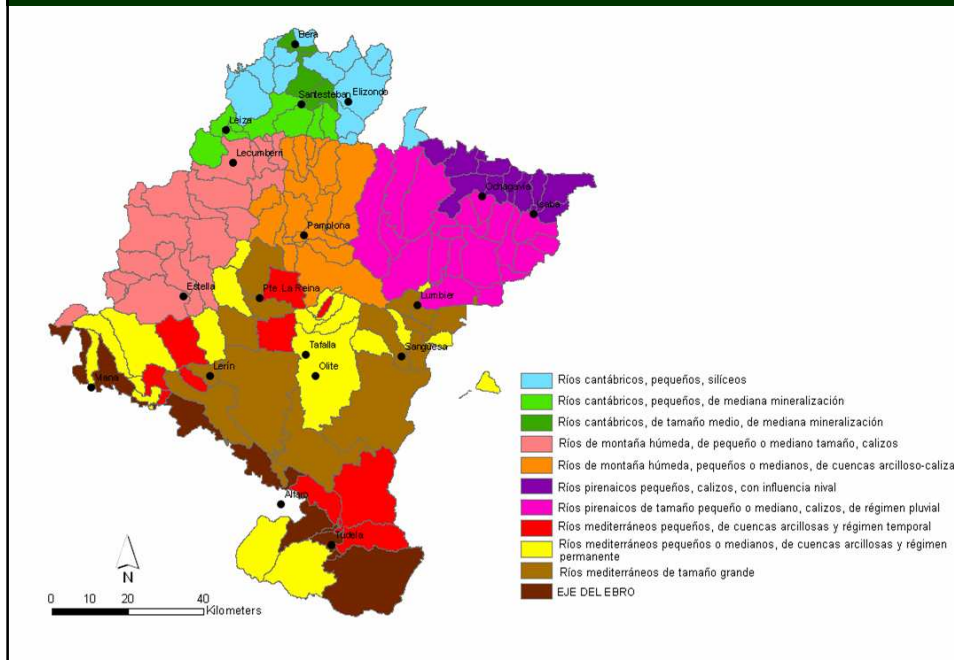 Bera
Santesteban
Elizondo
Leiza
Lecumberri
Ochagavia
Isaba
Pamplona
Estella
Pte. La Reina
Lumbier
Tafalla
Sangüesa
Lerín
Olite
Viana
Alfaro
Tudela
Ríos cantábricos, pequeños, silíceos
Ríos cantábricos, pequeños, de mediana mineralización
Ríos cantábricos, de tamaño medio, de mediana mineralización
Ríos de montaña húmeda, de pequeño o mediano tamaño, calizos
Ríos de montaña húmeda, pequeños o medianos, de cuencas arcilloso-caliza
Ríos pirenaicos pequeños, calizos, con influencia nival
Ríos pirenaicos de tamaño pequeño o mediano, calizos, de régimen pluvial
Ríos mediterráneos pequeños, de cuencas arcillosas y régimen temporal
Ríos mediterráneos pequeños o medianos, de cuencas arcillosas y régimen
permanente
Ríos mediterráneos de tamaño grande
EJE DEL EBRO
N
0 10 20 40
Kilometers